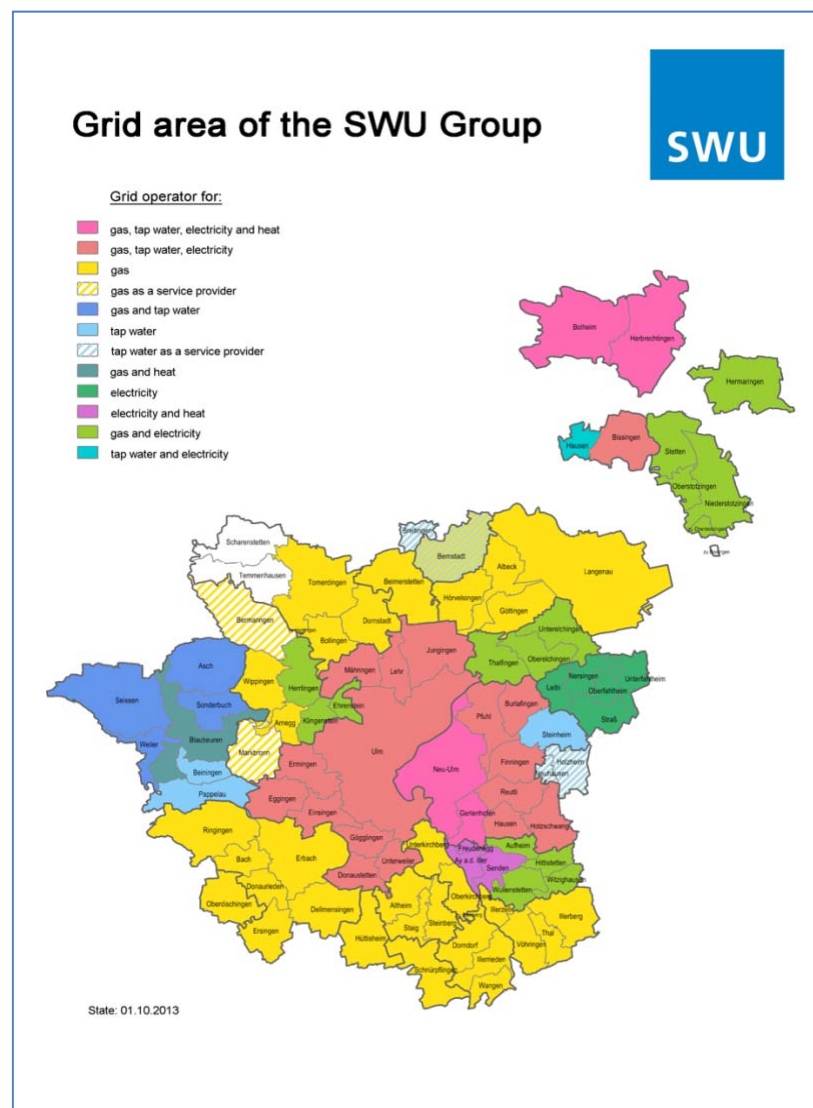 Grid area of the SWU Group
SWU
Grid operator for:
gas, tap water, electricity and heat
gas, tap water, electricity
gas
gas as a service provider
gas and tap water
tap water
tap water as a service provider
gas and heat
electricity
electricity and heat
gas and electricity
tap water and electricity
Bolheim
Herbrechtingen
Hermaringen
Hausen
Bissingen
Stetten
Oberstotzingen
Niederstotzingen
Scharenstetten
Temmenhausen
Bermaringen
Tomerdingen
Beimerstetten
Breitingen
Bernstadt
Albeck
Langenau
Hörvelsingen
Göttingen
Dornstadt
Bollingen
Jungingen
Mähringen
Lehr
Thalfingen
Unterelchingen
Oberelchingen
Asch
Wippingen
Herrlingen
Ehrenstein
Klingenstein
Seissen
Sonderbuch
Arnegg
Weiler
Blaubeuren
Markbronn
Beiningen
Pappelau
Ermingen
Ulm
Eggingen
Einsingen
Gögglingen
Donaustetten
Unterweiler
Nersingen
Unterfahlheim
Leibi
Oberfahlheim
Straß
Burlafingen
Pfuhl
Steinheim
Neu-Ulm
Finningen
Holzheim
Reutti
Gerlenhofen
Hausen
Holzschwang
Freudenegg
Ay a.d. Iller
Senden
Aufheim
Hittistetten
Witzighausen
Wullenstetten
Ringingen
Bach
Erbach
Unterkirchberg
Donaurieden
Oberdischingen
Dellmensingen
Ersingen
Altheim
Staig
Steinberg
Hüttisheim
Oberkirchberg
Illerzell
Illerberg
Thal
Vöhringen
Dorndorf
Illerrieden
Schnürpflingen
Wangen
State: 01.10.2013